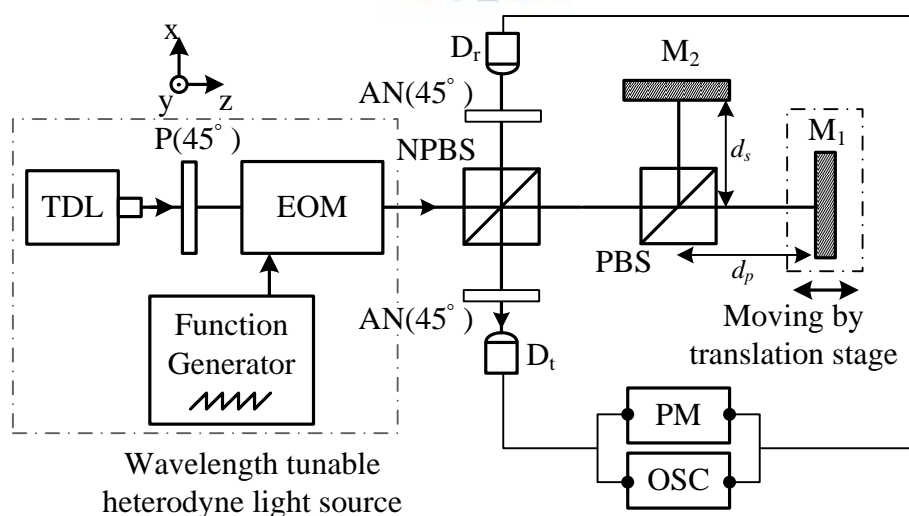 x
y
z
P(45°)
TDL
EOM
Function
Generator
Wavelength tunable
heterodyne light source
D_r
AN(45°)
NPBS
AN(45°)
D_t
M_2
d_s
M_1
PBS
d_p
Moving by
translation stage
PM
OSC